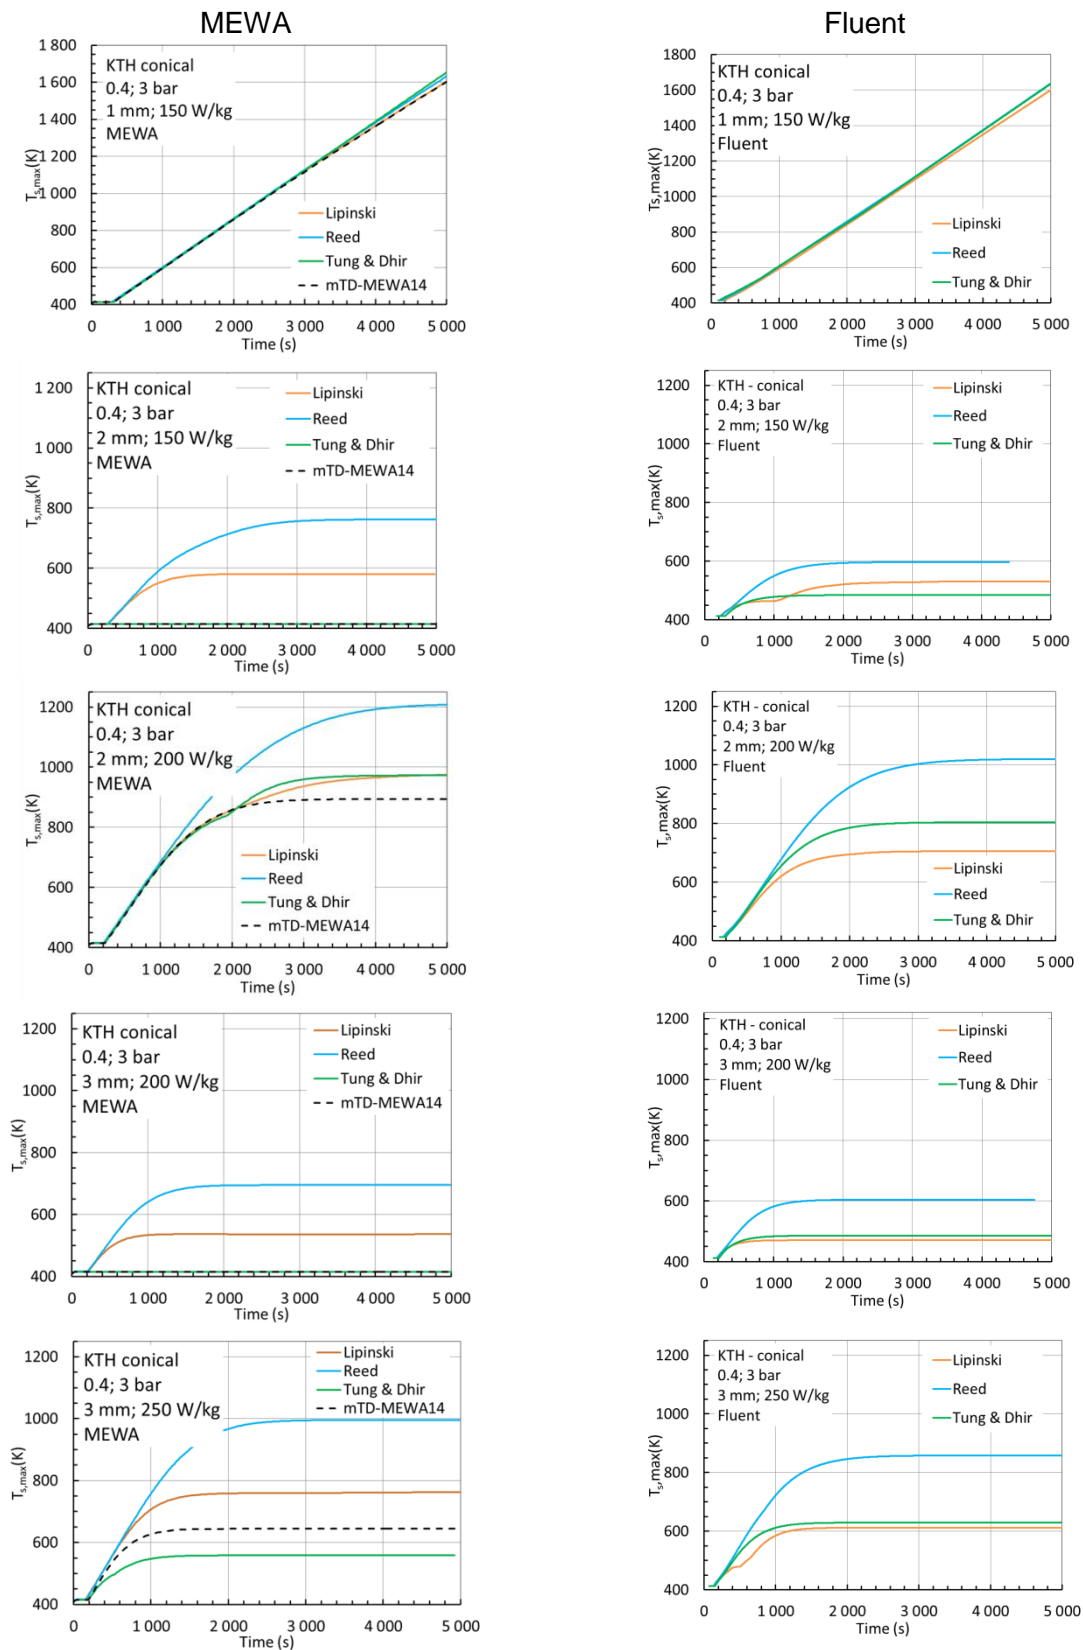 MEWA
Fluent
KTH conical
0.4; 3 bar
1 mm; 150 W/kg
MEWA
Lipinski
Reed
Tung & Dhir
mTD-MEWA14
Ts,max(K)
1 800
1 600
1 400
1 200
1 000
800
600
400
0
1 000
2 000
3 000
4 000
5 000
Time (s)
KTH conical
0.4; 3 bar
1 mm; 150 W/kg
Fluent
Lipinski
Reed
Tung & Dhir
Ts,max(K)
1800
1600
1400
1200
1000
800
600
400
0
1 000
2 000
3 000
4 000
5 000
Time (s)
KTH conical
0.4; 3 bar
2 mm; 150 W/kg
MEWA
Lipinski
Reed
Tung & Dhir
mTD-MEWA14
Ts,max(K)
1 200
1 000
800
600
400
0
1 000
2 000
3 000
4 000
5 000
Time (s)
KTH - conical
0.4; 3 bar
2 mm; 150 W/kg
Fluent
Lipinski
Reed
Tung & Dhir
Ts,max(K)
1200
1000
800
600
400
0
1 000
2 000
3 000
4 000
5 000
Time (s)
KTH conical
0.4; 3 bar
2 mm; 200 W/kg
MEWA
Lipinski
Reed
Tung & Dhir
mTD-MEWA14
Ts,max(K)
1200
1000
800
600
400
0
1 000
2 000
3 000
4 000
5 000
Time (s)
KTH - conical
0.4; 3 bar
2 mm; 200 W/kg
Fluent
Lipinski
Reed
Tung & Dhir
Ts,max(K)
1200
1000
800
600
400
0
1 000
2 000
3 000
4 000
5 000
Time (s)
KTH conical
0.4; 3 bar
3 mm; 200 W/kg
MEWA
Lipinski
Reed
Tung & Dhir
mTD-MEWA14
Ts,max(K)
1200
1000
800
600
400
0
1 000
2 000
3 000
4 000
5 000
Time (s)
KTH - conical
0.4; 3 bar
3 mm; 200 W/kg
Fluent
Lipinski
Reed
Tung & Dhir
Ts,max(K)
1200
1000
800
600
400
0
1 000
2 000
3 000
4 000
5 000
Time (s)
KTH conical
0.4; 3 bar
3 mm; 250 W/kg
MEWA
Lipinski
Reed
Tung & Dhir
mTD-MEWA14
Ts,max(K)
1200
1000
800
600
400
0
1 000
2 000
3 000
4 000
5 000
Time (s)
KTH - conical
0.4; 3 bar
3 mm; 250 W/kg
Fluent
Lipinski
Reed
Tung & Dhir
Ts,max(K)
1200
1000
800
600
400
0
1 000
2 000
3 000
4 000
5 000
Time (s)